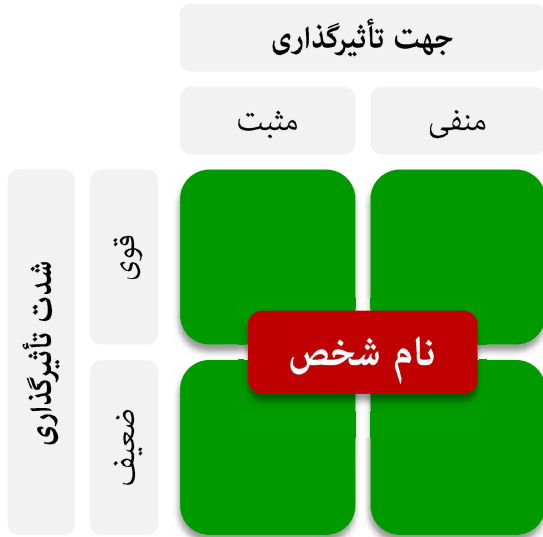 جهت تأثیرگذاری
منفی
مثبت
شدت تأثیرگذاری
قوی
ضعیف
نام شخص